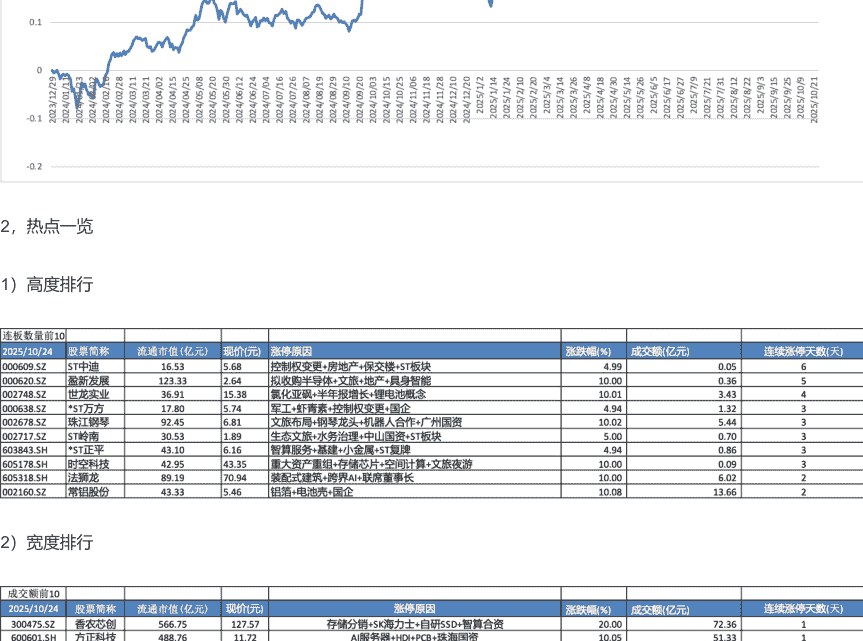 0.1
0
-0.1
-0.2
2023/12/29 2024/01/11 2024/02/19 2024/02/28 2024/03/11 2024/03/21 2024/04/02 2024/04/15 2024/04/25 2024/05/08 2024/05/20 2024/05/30 2024/06/12 2024/06/24 2024/07/04 2024/07/16 2024/07/26 2024/08/07 2024/08/19 2024/08/29 2024/09/10 2024/09/20 2024/10/03 2024/10/15 2024/10/25 2024/11/06 2024/11/18 2024/11/28 2024/12/10 2024/12/20 2025/1/2 2025/1/14 2025/1/24 2025/2/10 2025/2/20 2025/3/4 2025/3/14 2025/3/26 2025/4/8 2025/4/18 2025/4/30 2025/5/14 2025/5/26 2025/6/5 2025/6/17 2025/6/27 2025/7/9 2025/7/21 2025/7/31 2025/8/12 2025/8/22 2025/9/3 2025/9/15 2025/9/25 2025/10/9 2025/10/21
2，热点一览
1）高度排行
连板数量前10
2025/10/24 股票简称 流通市值(亿元) 现价(元) 涨停原因 涨跌幅(%) 成交额(亿元) 连续涨停天数(天)
000609.SZ ST中迪 16.53 5.68 控制权变更+房地产+保交楼+ST板块 4.99 0.05 6
000620.SZ 盈新发展 123.33 2.64 拟收购半导体+文旅+地产+具身智能 10.00 0.36 5
002748.SZ 世龙实业 36.91 15.38 氯化亚砜+半年报增长+锂电池概念 10.01 3.43 4
000638.SZ *ST万方 17.80 5.74 军工+虾青素+控制权变更+国企 4.94 1.32 3
002678.SZ 珠江钢琴 92.45 6.81 文旅布局+钢琴龙头+机器人合作+广州国资 10.02 5.44 3
002717.SZ ST岭南 30.53 1.89 生态文旅+水务治理+中山国资+ST板块 5.00 0.70 3
603843.SH *ST正平 43.10 6.16 智算服务+基建+小金属+ST复牌 4.94 0.86 3
605178.SH 时空科技 42.95 43.35 重大资产重组+存储芯片+空间计算+文旅夜游 10.00 0.09 3
605318.SH 法狮龙 89.19 70.94 装配式建筑+跨界AI+联席董事长 10.00 6.02 2
002160.SZ 常铝股份 43.33 5.46 铝箔+电池壳+国企 10.08 13.66 2
2）宽度排行
成交额前10
2025/10/24 股票简称 流通市值(亿元) 现价(元) 涨停原因 涨跌幅(%) 成交额(亿元) 连续涨停天数(天)
300475.SZ 香农芯创 566.75 127.57 存储分销+SK海力士+自研SSD+智算合资 20.00 72.36 1
600601.SH 方正科技 488.76 11.72 AI服务器+HDI+PCB+珠海国资 10.05 51.33 1